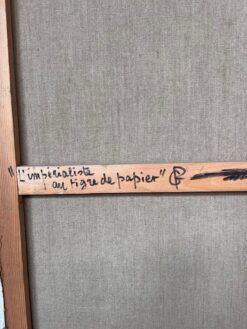 "L'impérialiste
au tigre de papier"